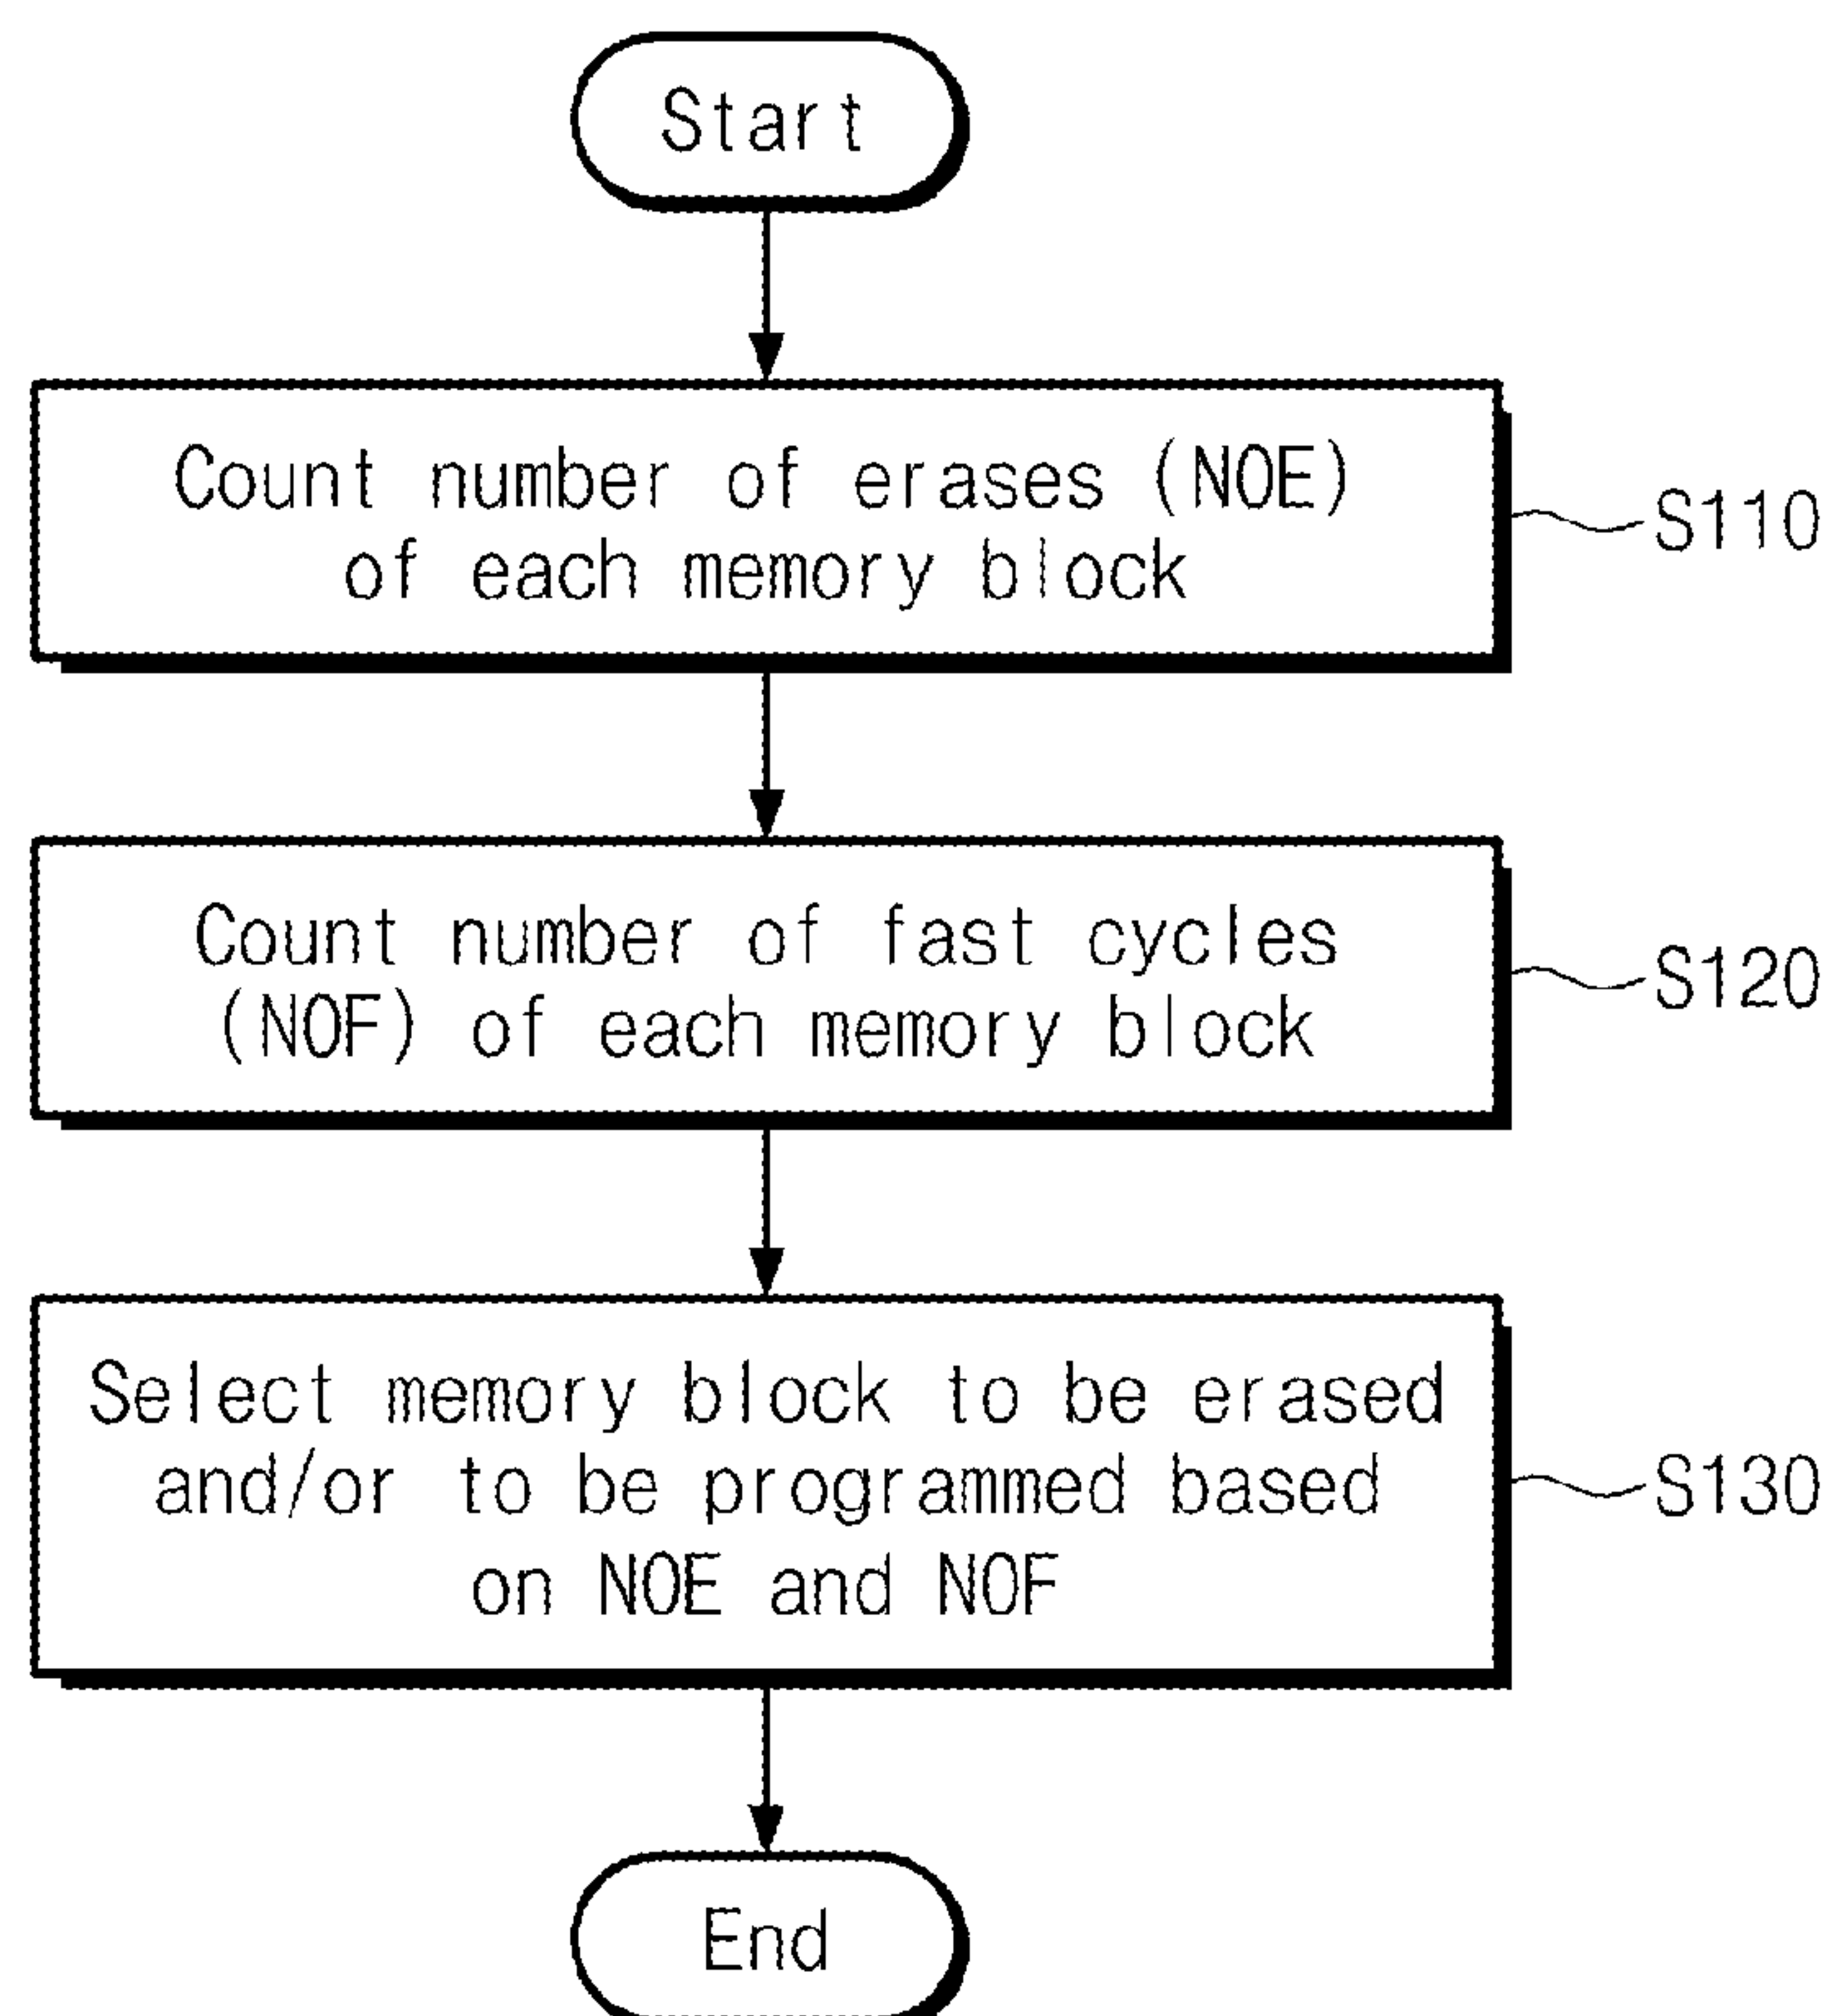 Start
Count number of erases (NOE)
of each memory block
S110
Count number of fast cycles
(NOF) of each memory block
S120
Select memory block to be erased
and/or to be programmed based
on NOE and NOF
S130
End